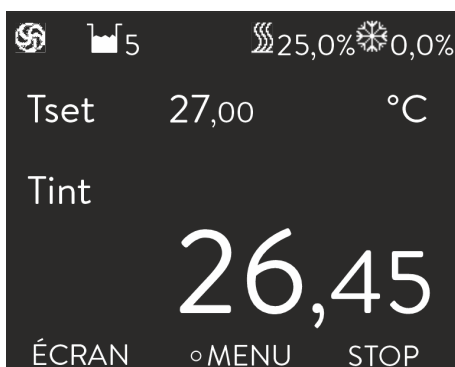 5 25,0% 0,0%
Tset 27,00 °C
Tint
26,45
ÉCRAN ○MENU STOP